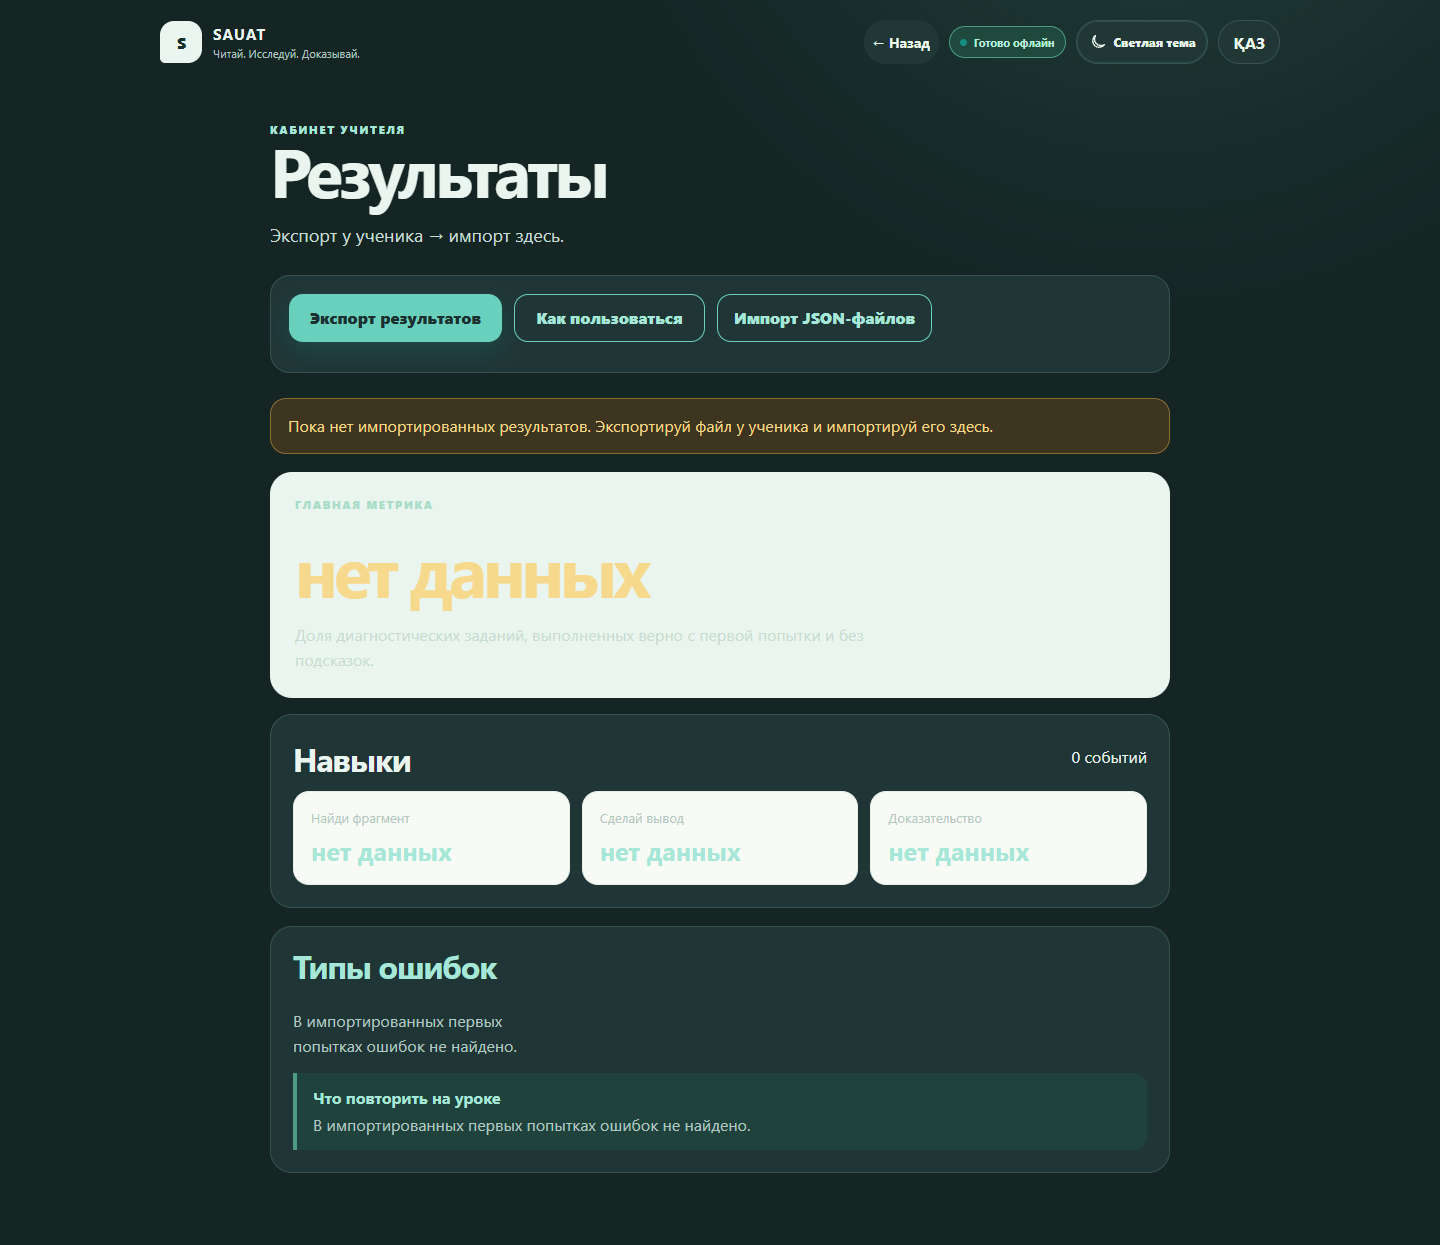 S
SAUAT
Читай. Исследуй. Доказывай.
← Назад
Готово офлайн
Светлая тема
ҚАЗ
КАБИНЕТ УЧИТЕЛЯ
Результаты
Экспорт у ученика → импорт здесь.
Экспорт результатов
Как пользоваться
Импорт JSON-файлов
Пока нет импортированных результатов. Экспортируй файл у ученика и импортируй его здесь.
ГЛАВНАЯ МЕТРИКА
нет данных
Доля диагностических заданий, выполненных верно с первой попытки и без
подсказок.
Навыки
0 событий
Найди фрагмент
нет данных
Сделай вывод
нет данных
Доказательство
нет данных
Типы ошибок
В импортированных первых
попытках ошибок не найдено.
Что повторить на уроке
В импортированных первых попытках ошибок не найдено.